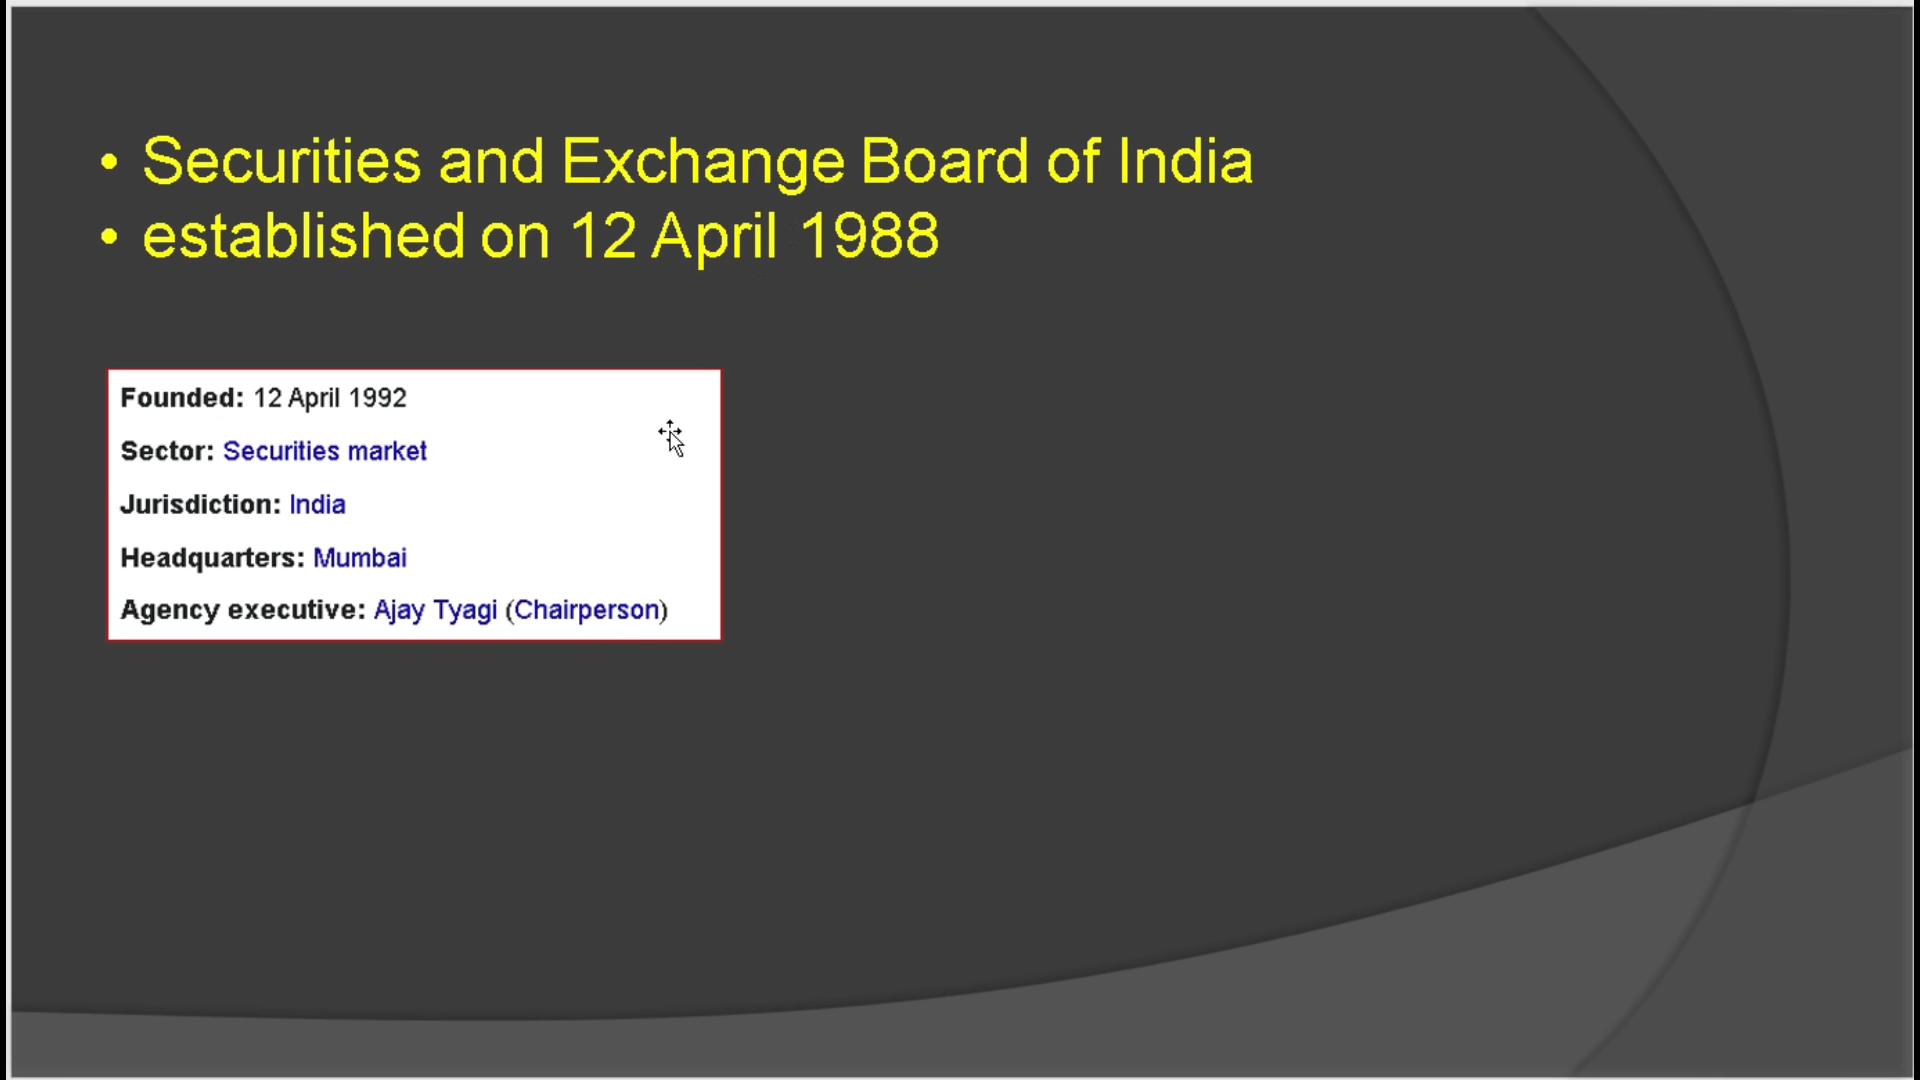 • Securities and Exchange Board of India
• established on 12 April 1988
Founded: 12 April 1992
Sector: Securities market
Jurisdiction: India
Headquarters: Mumbai
Agency executive: Ajay Tyagi (Chairperson)